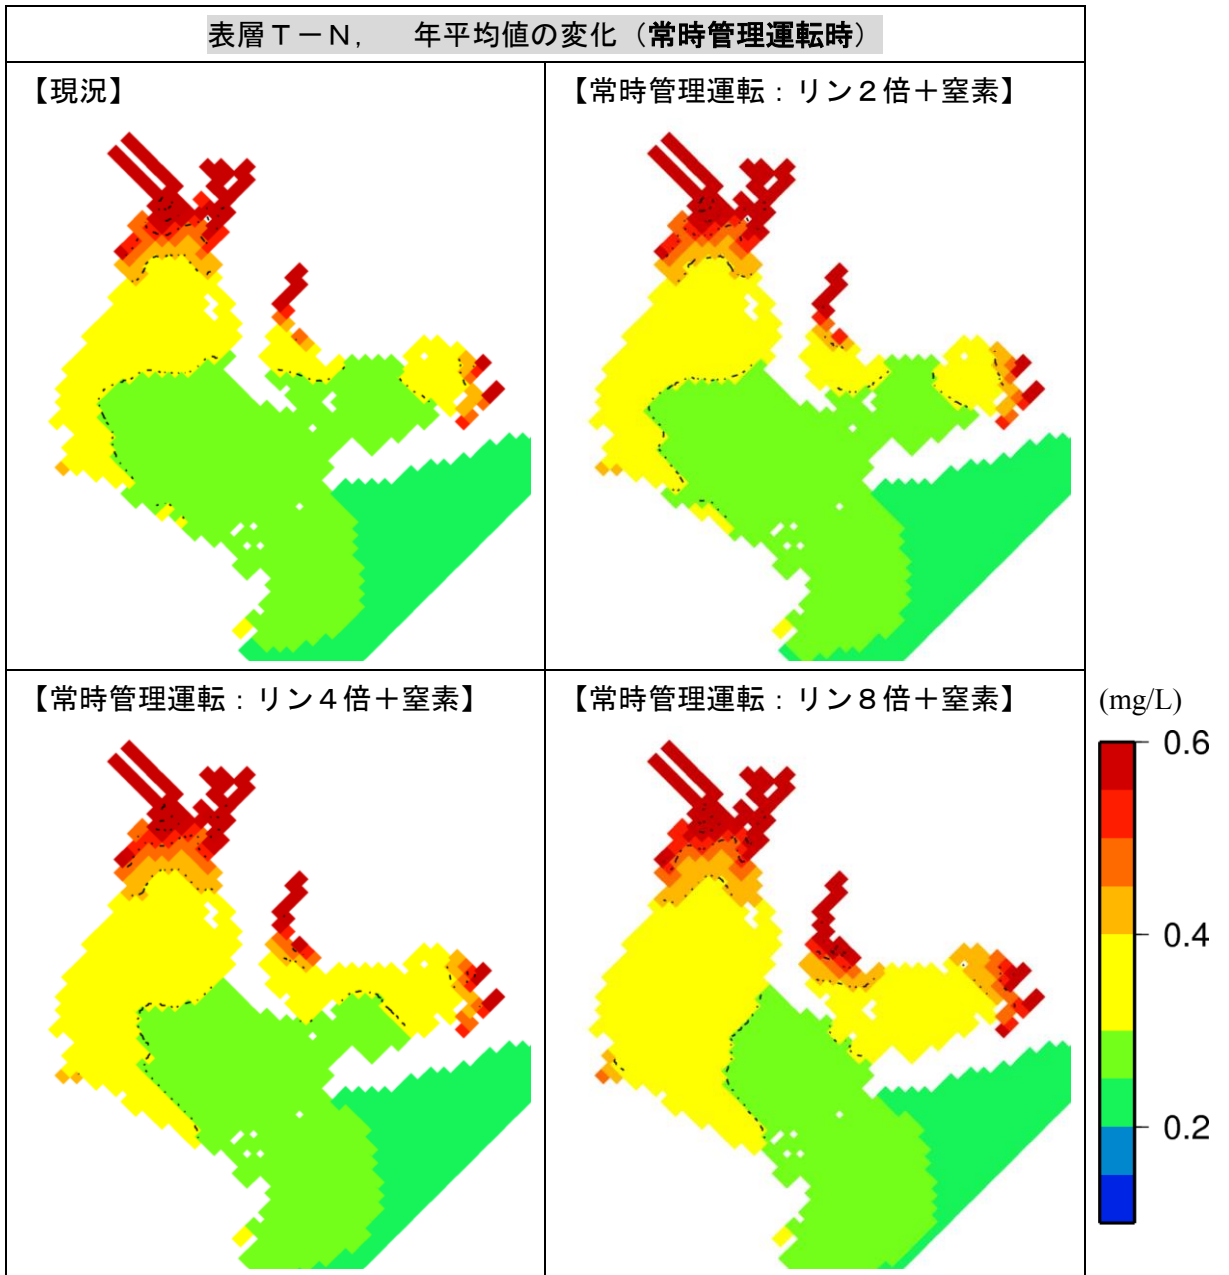 表層Ｔ－Ｎ，　年平均値の変化（常時管理運転時）
【現況】
【常時管理運転：リン２倍＋窒素】
【常時管理運転：リン４倍＋窒素】
【常時管理運転：リン８倍＋窒素】
(mg/L)
0.6
0.4
0.2